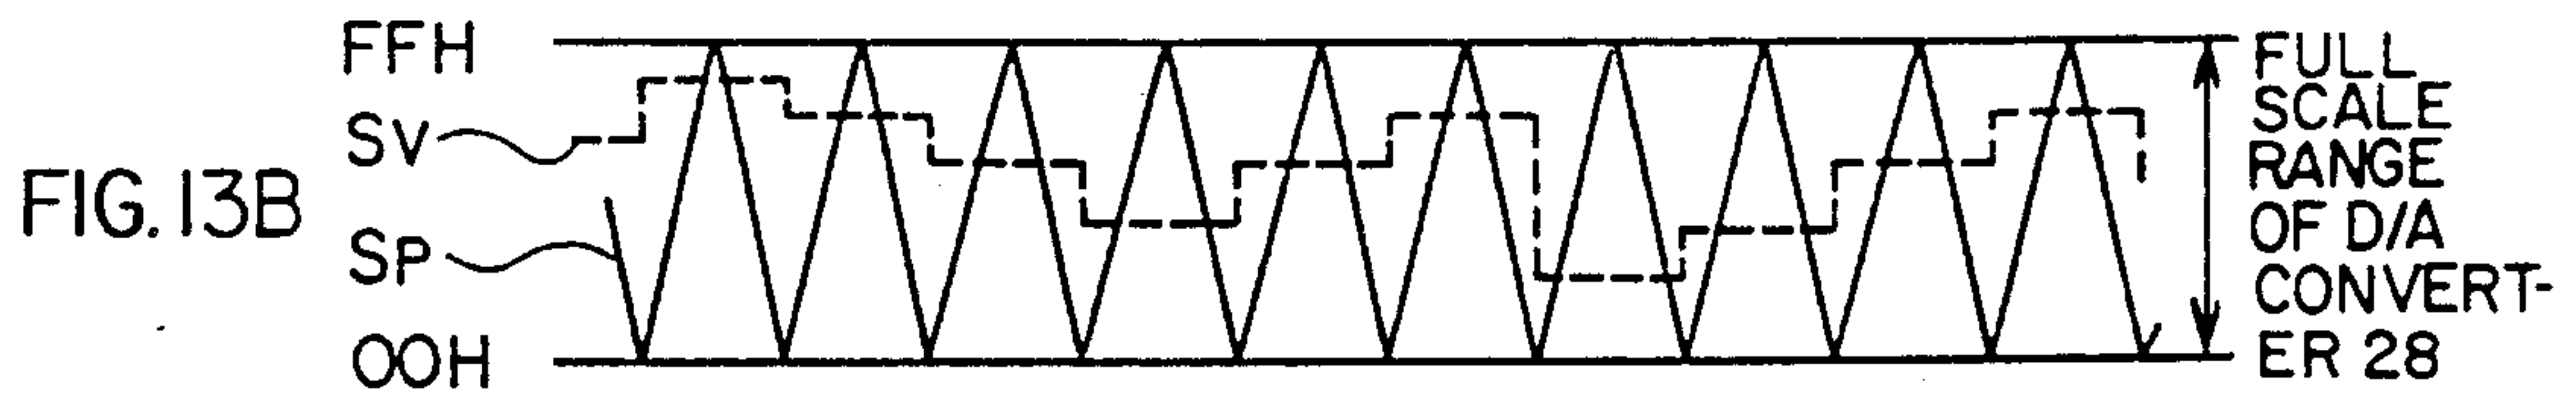 FIG. 13B
FFH
SV
SP
OOH
FULL
SCALE
RANGE
OF D/A
CONVERT-
ER 28